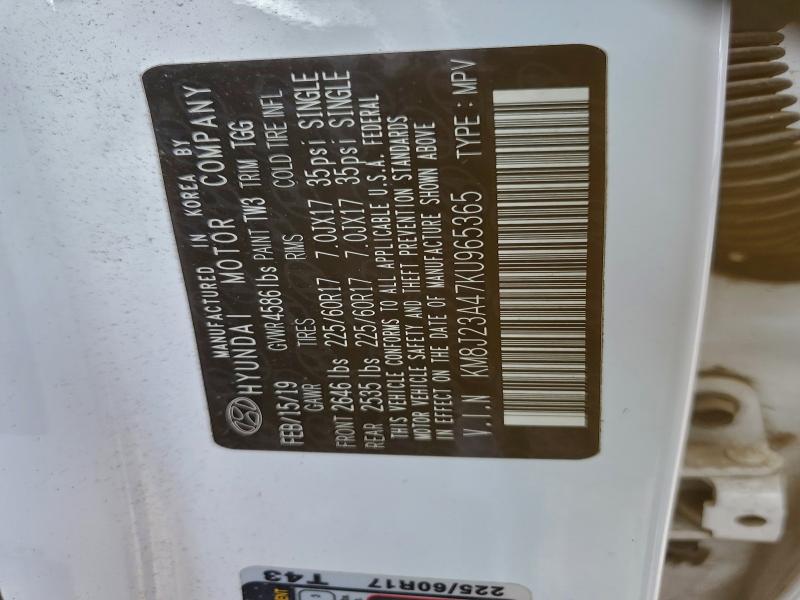 MANUFACTURED IN KOREA BY
HYUNDAI MOTOR COMPANY
FEB/15/19 GVWR 4586 lbs PAINT TW3 TRIM TGG
GAWR TIRES RIMS COLD TIRE INFL
FRONT 2646 lbs 225/60R17 7.0JX17 35psi SINGLE
REAR 2535 lbs 225/60R17 7.0JX17 35psi SINGLE
THIS VEHICLE CONFORMS TO ALL APPLICABLE U.S.A. FEDERAL
MOTOR VEHICLE SAFETY AND THEFT PREVENTION STANDARDS
IN EFFECT ON THE DATE OF MANUFACTURE SHOWN ABOVE
V.I.N KM8J23A47KU965365 TYPE : MPV
T43
225/60R17